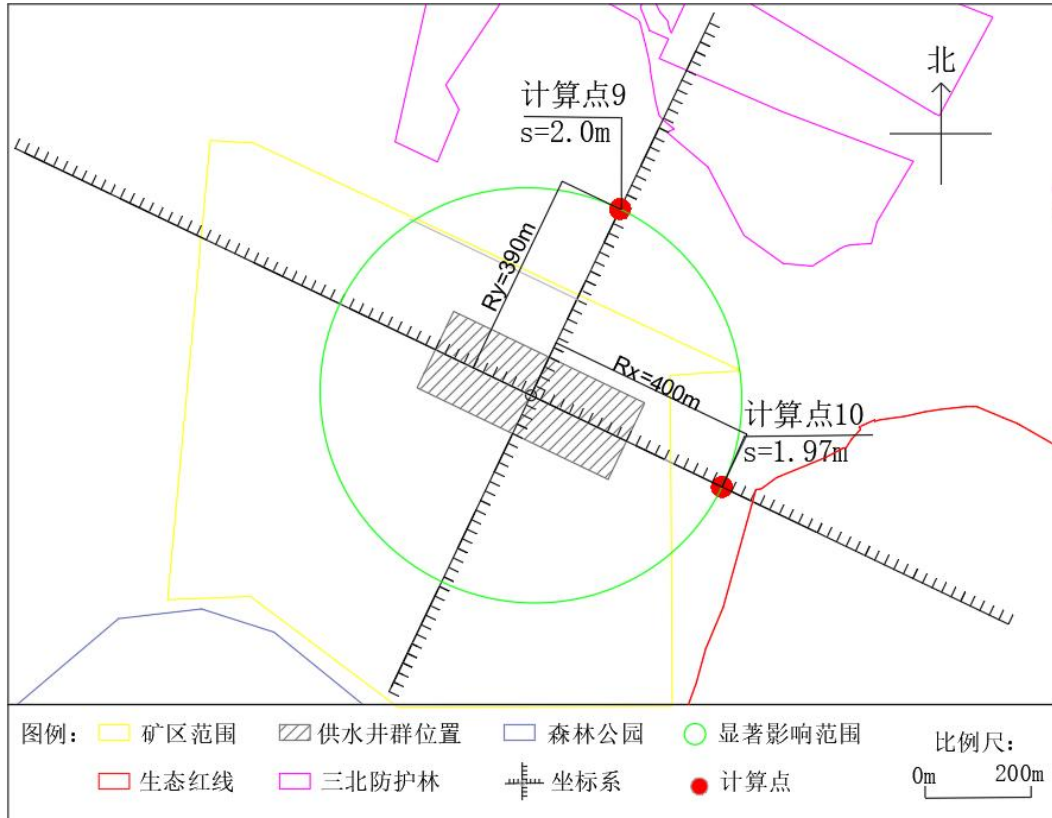 北
计算点9
s=2.0m
Ry=390m
Rx=400m
计算点10
s=1.97m
0
图例：
矿区范围
供水井群位置
森林公园
显著影响范围
生态红线
三北防护林
坐标系
计算点
比例尺：
0m 200m